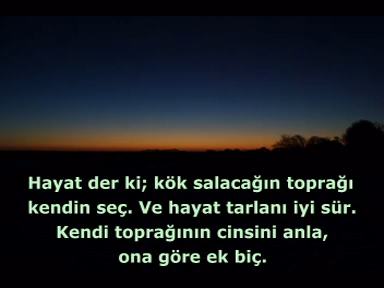 Hayat der ki; kök salacağın toprağı
kendin seç. Ve hayat tarlanı iyi sür.
Kendi toprağının cinsini anla,
ona göre ek biç.